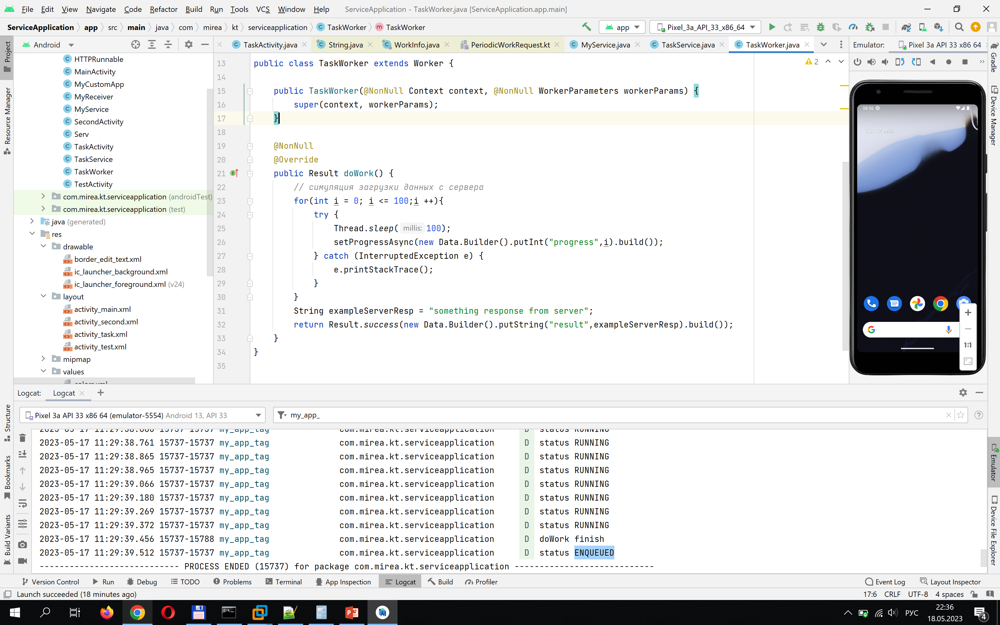 File Edit View Navigate Code Refactor Build Run Tools VCS Window Help ServiceApplication - TaskWorker.java [ServiceApplication.app.main]
ServiceApplication app src main java com mirea kt serviceapplication TaskWorker TaskWorker app Pixel_3a_API_33_x86_64
Android TaskActivity.java String.java WorkInfo.java PeriodicWorkRequest.kt MyService.java TaskService.java TaskWorker.java Emulator: Pixel 3a API 33 x86 64
Project
Resource Manager
Structure
Bookmarks
Build Variants
HTTPRunnable
MainActivity
MyCustomApp
MyReceiver
MyService
SecondActivity
Serv
TaskActivity
TaskService
TaskWorker
TestActivity
com.mirea.kt.serviceapplication (androidTest)
com.mirea.kt.serviceapplication (test)
java (generated)
res
drawable
border_edit_text.xml
ic_launcher_background.xml
ic_launcher_foreground.xml (v24)
layout
activity_main.xml
activity_second.xml
activity_task.xml
activity_test.xml
mipmap
values
colors.xml
2
13 public class TaskWorker extends Worker {
14
15 public TaskWorker(@NonNull Context context, @NonNull WorkerParameters workerParams) {
16 super(context, workerParams);
17 }
18
19 @NonNull
20 @Override
21 public Result doWork() {
22 // симуляция загрузки данных с сервера
23 for(int i = 0; i <= 100;i ++){
24 try {
25 Thread.sleep( millis: 100);
26 setProgressAsync(new Data.Builder().putInt("progress",i).build());
27 } catch (InterruptedException e) {
28 e.printStackTrace();
29 }
30 }
31 String exampleServerResp = "something response from server";
32 return Result.success(new Data.Builder().putString("result",exampleServerResp).build());
33 }
34 }
35
08:56
Ср, 17 мая
1:1
Gradle
Device Manager
Emulator
Device File Explorer
Logcat: Logcat
Pixel 3a API 33 x86 64 (emulator-5554) Android 13, API 33 my_app_
my_app_tag com.mirea.kt.serviceapplication D status RUNNING
2023-05-17 11:29:38.761 15737-15737 my_app_tag com.mirea.kt.serviceapplication D status RUNNING
2023-05-17 11:29:38.865 15737-15737 my_app_tag com.mirea.kt.serviceapplication D status RUNNING
2023-05-17 11:29:38.965 15737-15737 my_app_tag com.mirea.kt.serviceapplication D status RUNNING
2023-05-17 11:29:39.066 15737-15737 my_app_tag com.mirea.kt.serviceapplication D status RUNNING
2023-05-17 11:29:39.180 15737-15737 my_app_tag com.mirea.kt.serviceapplication D status RUNNING
2023-05-17 11:29:39.269 15737-15737 my_app_tag com.mirea.kt.serviceapplication D status RUNNING
2023-05-17 11:29:39.372 15737-15737 my_app_tag com.mirea.kt.serviceapplication D status RUNNING
2023-05-17 11:29:39.456 15737-15788 my_app_tag com.mirea.kt.serviceapplication D doWork finish
2023-05-17 11:29:39.512 15737-15737 my_app_tag com.mirea.kt.serviceapplication D status ENQUEUED
---------------------------- PROCESS ENDED (15737) for package com.mirea.kt.serviceapplication ----------------------------
Version Control Run Debug TODO Problems Terminal App Inspection Logcat Build Profiler Event Log Layout Inspector
Launch succeeded (18 minutes ago) 17:6 CRLF UTF-8 4 spaces
РУС 22:36
18.05.2023 4